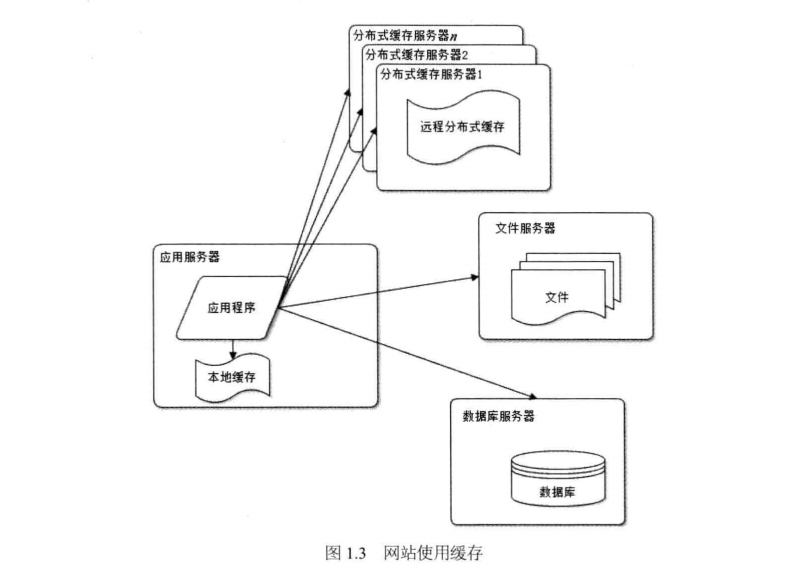 分布式缓存服务器n
分布式缓存服务器2
分布式缓存服务器1
远程分布式缓存
文件服务器
文件
应用服务器
应用程序
本地缓存
数据库服务器
数据库
图 1.3 网站使用缓存